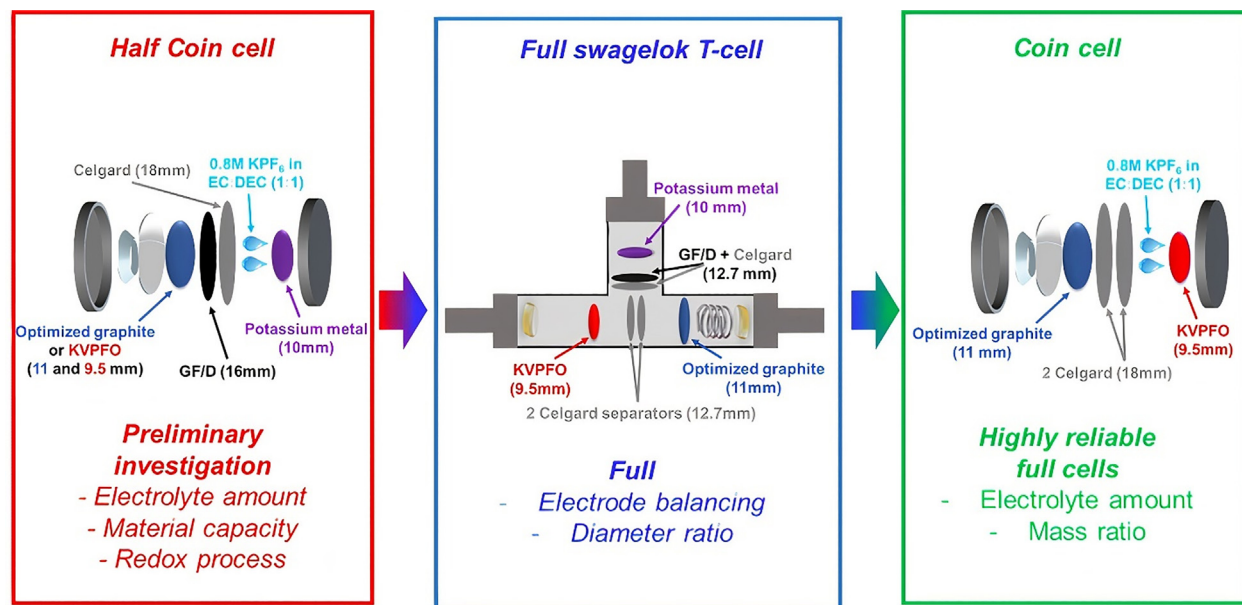 Half Coin cell
Celgard (18mm)
0.8M KPF₆ in
EC:DEC (1:1)
Optimized graphite
or KVPFO
(11 and 9.5 mm)
GF/D (16mm)
Potassium metal
(10mm)
Preliminary
investigation
- Electrolyte amount
- Material capacity
- Redox process
Full swagelok T-cell
Potassium metal
(10 mm)
GF/D + Celgard
(12.7 mm)
KVPFO
(9.5mm)
Optimized graphite
(11mm)
2 Celgard separators (12.7mm)
Full
- Electrode balancing
- Diameter ratio
Coin cell
0.8M KPF₆ in
EC:DEC (1:1)
Optimized graphite
(11 mm)
KVPFO
(9.5mm)
2 Celgard (18mm)
Highly reliable
full cells
- Electrolyte amount
- Mass ratio